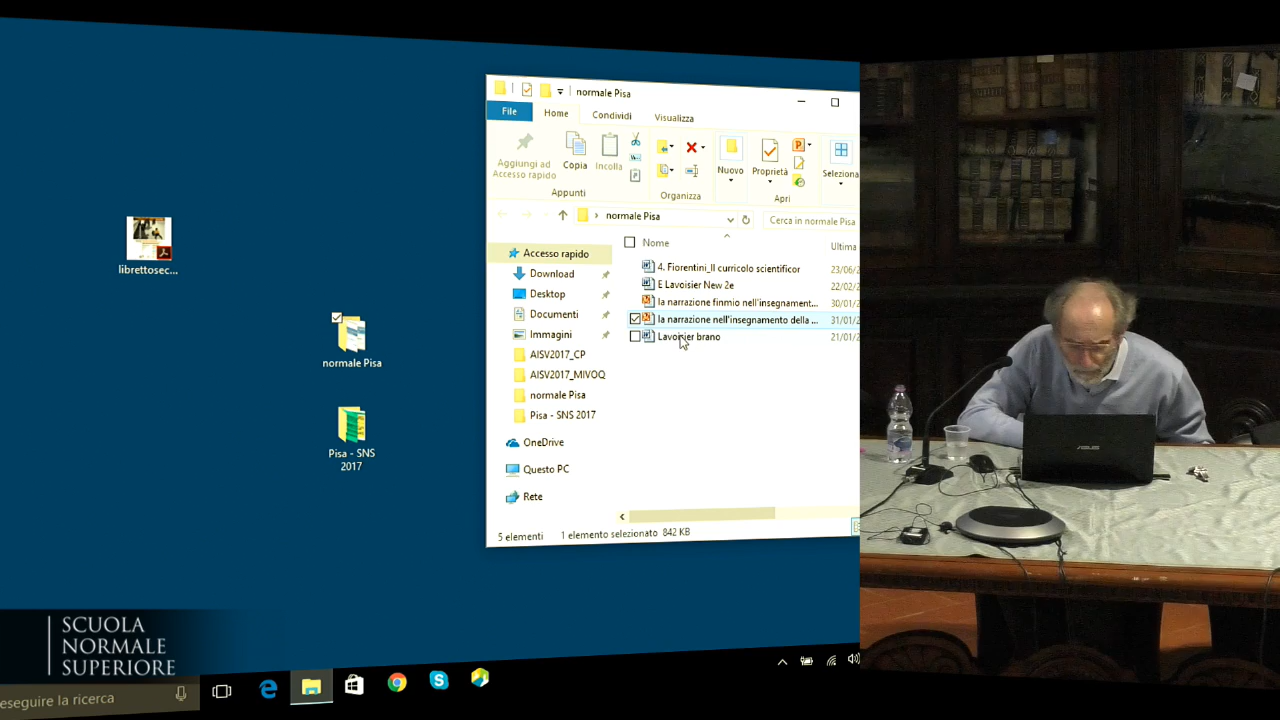 normale Pisa
File
Home
Condividi
Visualizza
Aggiungi ad
Accesso rapido
Copia
Incolla
Nuovo
Proprietà
Seleziona
Appunti
Organizza
Apri
normale Pisa
Cerca in normale Pisa
Accesso rapido
Download
Desktop
Documenti
Immagini
AISV2017_CP
AISV2017_MIVOQ
normale Pisa
Pisa - SNS 2017
OneDrive
Questo PC
Rete
Nome
Ultima
4. Fiorentini_Il curricolo scientificor
23/06/
E Lavoisier New 2e
22/02/
la narrazione finmio nell'insegnament...
30/01/
la narrazione nell'insegnamento della ...
31/01/
Lavoisier brano
21/01/
5 elementi
1 elemento selezionato 842 KB
librettosec...
normale Pisa
Pisa - SNS
2017
SCUOLA
NORMALE
SUPERIORE
eseguire la ricerca
ASUS